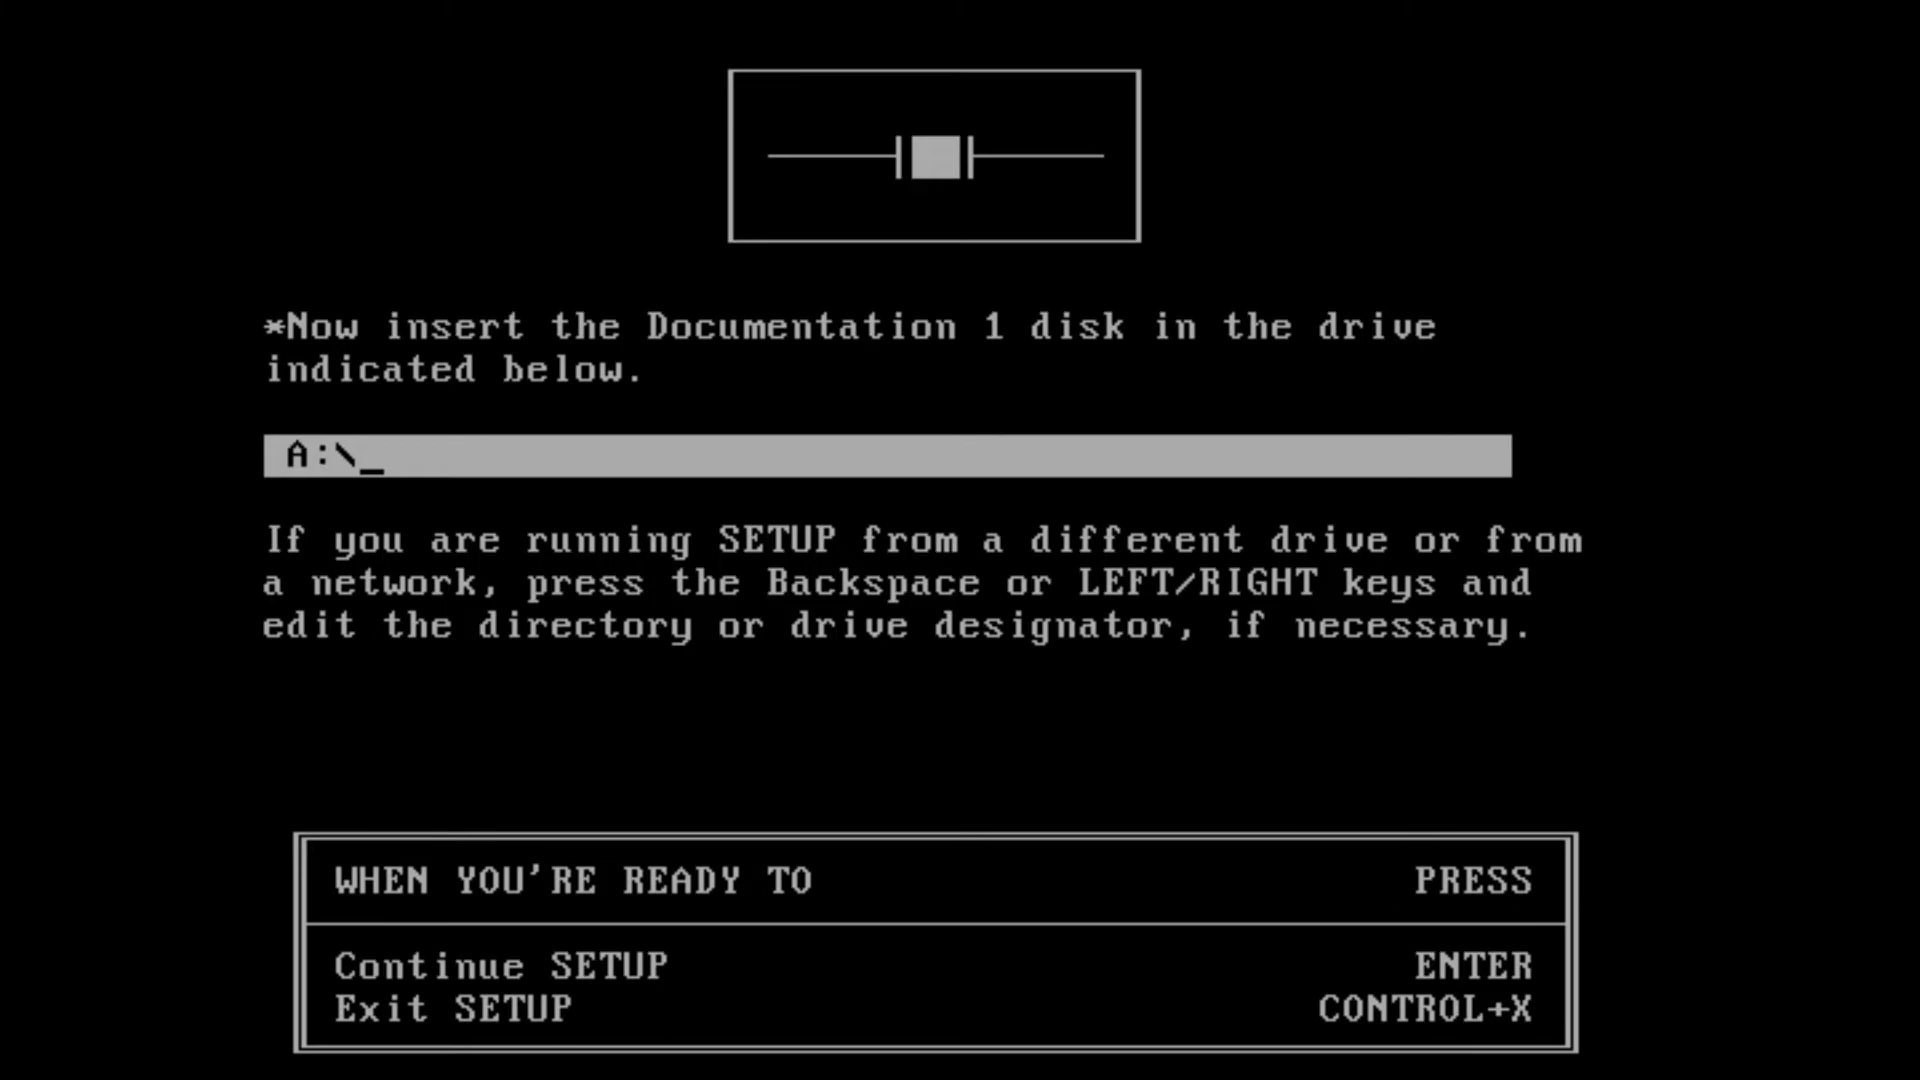 *Now insert the Documentation 1 disk in the drive
indicated below.
A:\_
If you are running SETUP from a different drive or from
a network, press the Backspace or LEFT/RIGHT keys and
edit the directory or drive designator, if necessary.
WHEN YOU'RE READY TO PRESS
Continue SETUP ENTER
Exit SETUP CONTROL+X